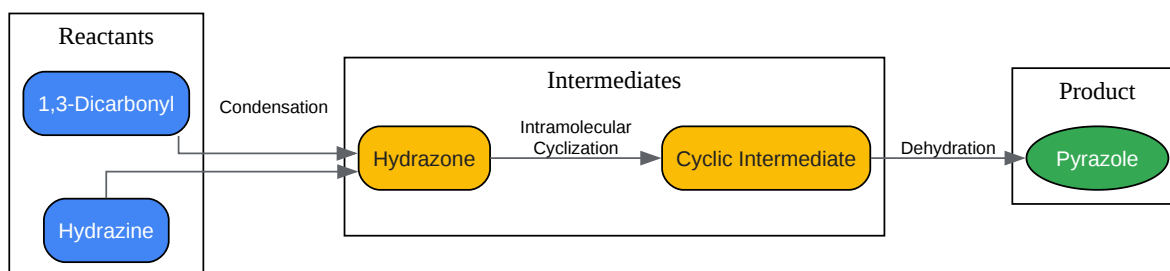 Reactants
1,3-Dicarbonyl
Hydrazine
Condensation
Intermediates
Hydrazone
Intramolecular
Cyclization
Cyclic Intermediate
Dehydration
Product
Pyrazole